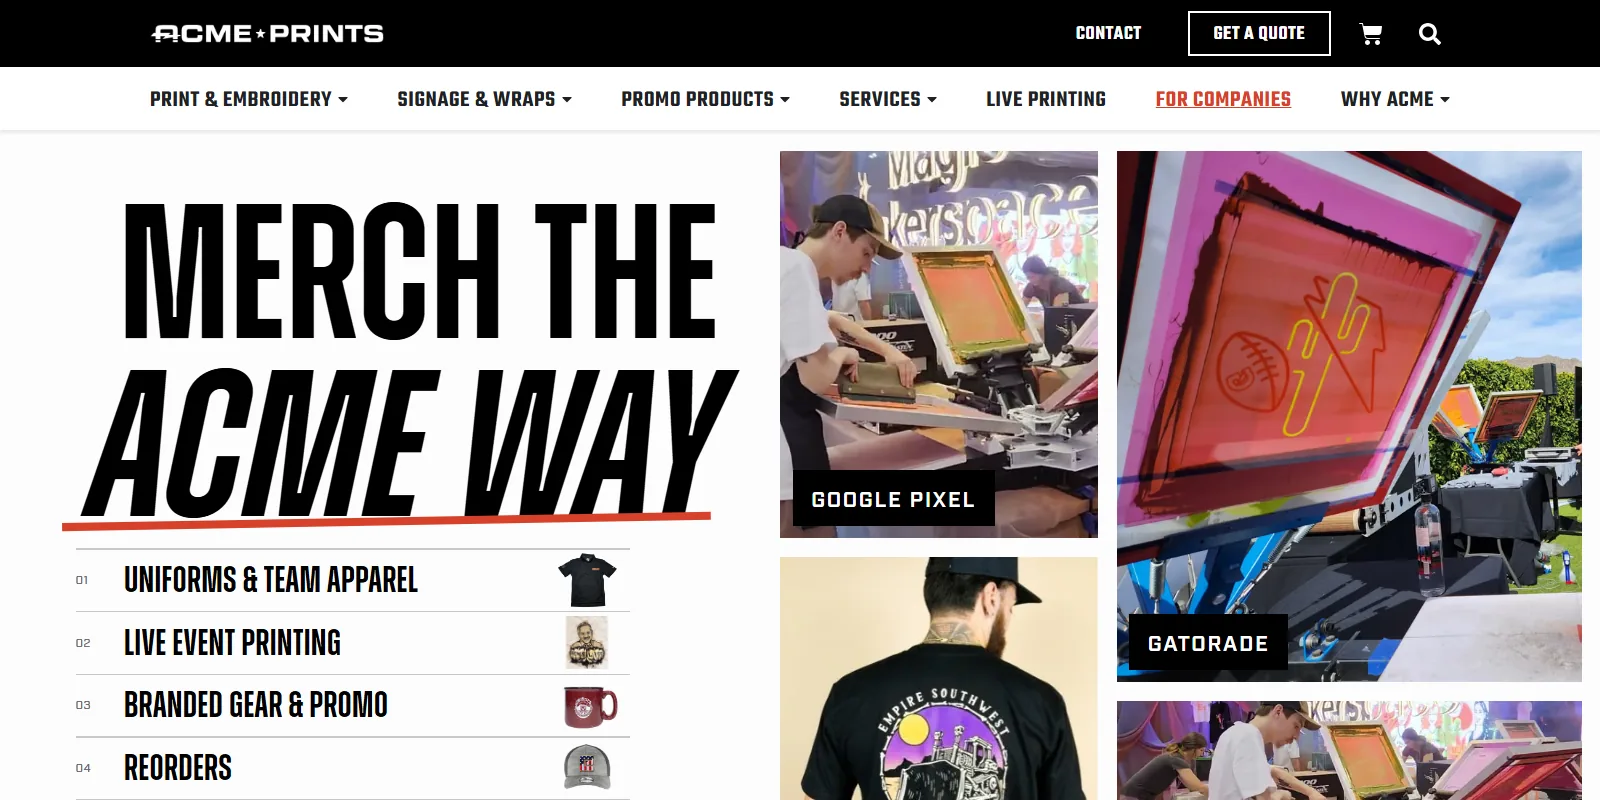 ACME★PRINTS
CONTACT
GET A QUOTE
PRINT & EMBROIDERY
SIGNAGE & WRAPS
PROMO PRODUCTS
SERVICES
LIVE PRINTING
FOR COMPANIES
WHY ACME
MERCH THE
ACME WAY
01 UNIFORMS & TEAM APPAREL
02 LIVE EVENT PRINTING
03 BRANDED GEAR & PROMO
04 REORDERS
GOOGLE PIXEL
EMPIRE SOUTHWEST
GATORADE